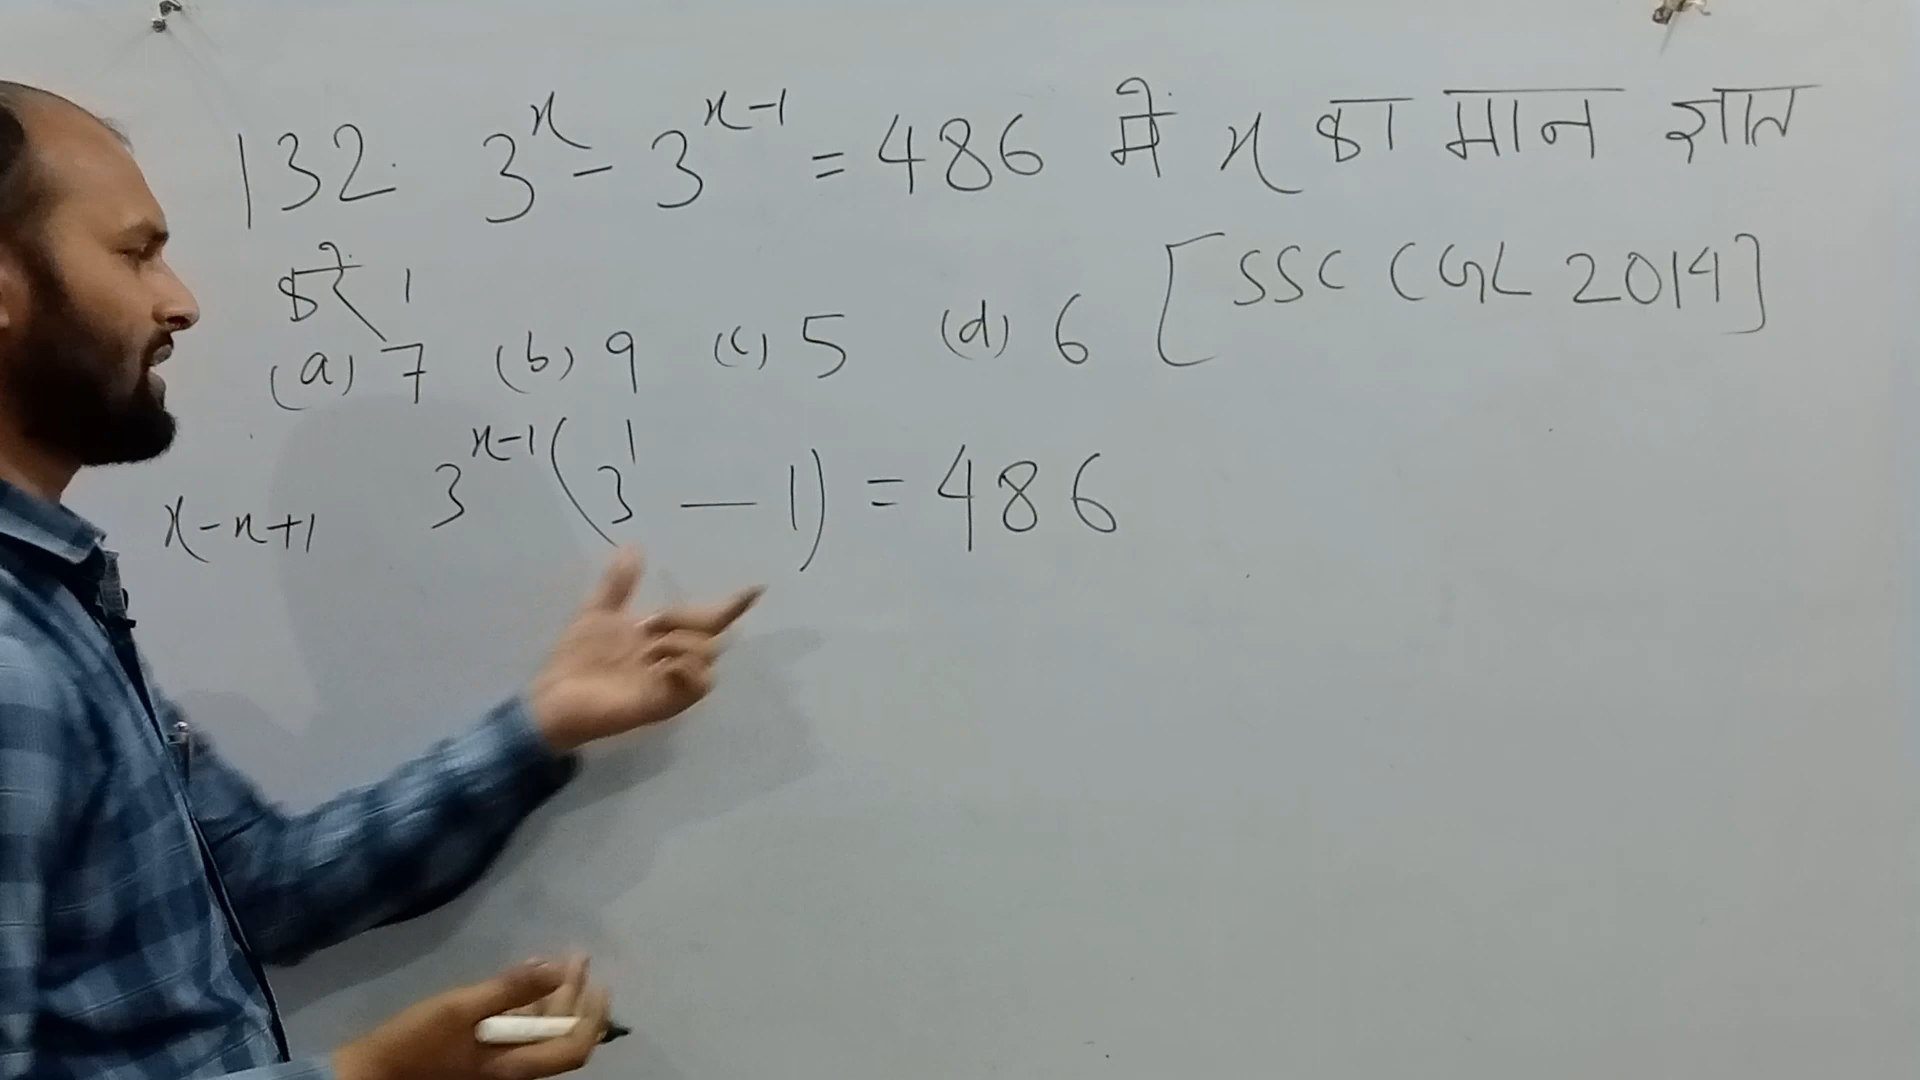 132. 3^x - 3^(x-1) = 486 में x का मान ज्ञात
करें ।
(a) 7 (b) 9 (c) 5 (d) 6 [SSC CGL 2014]
3^(x-1) (3^1 - 1) = 486
x-x+1